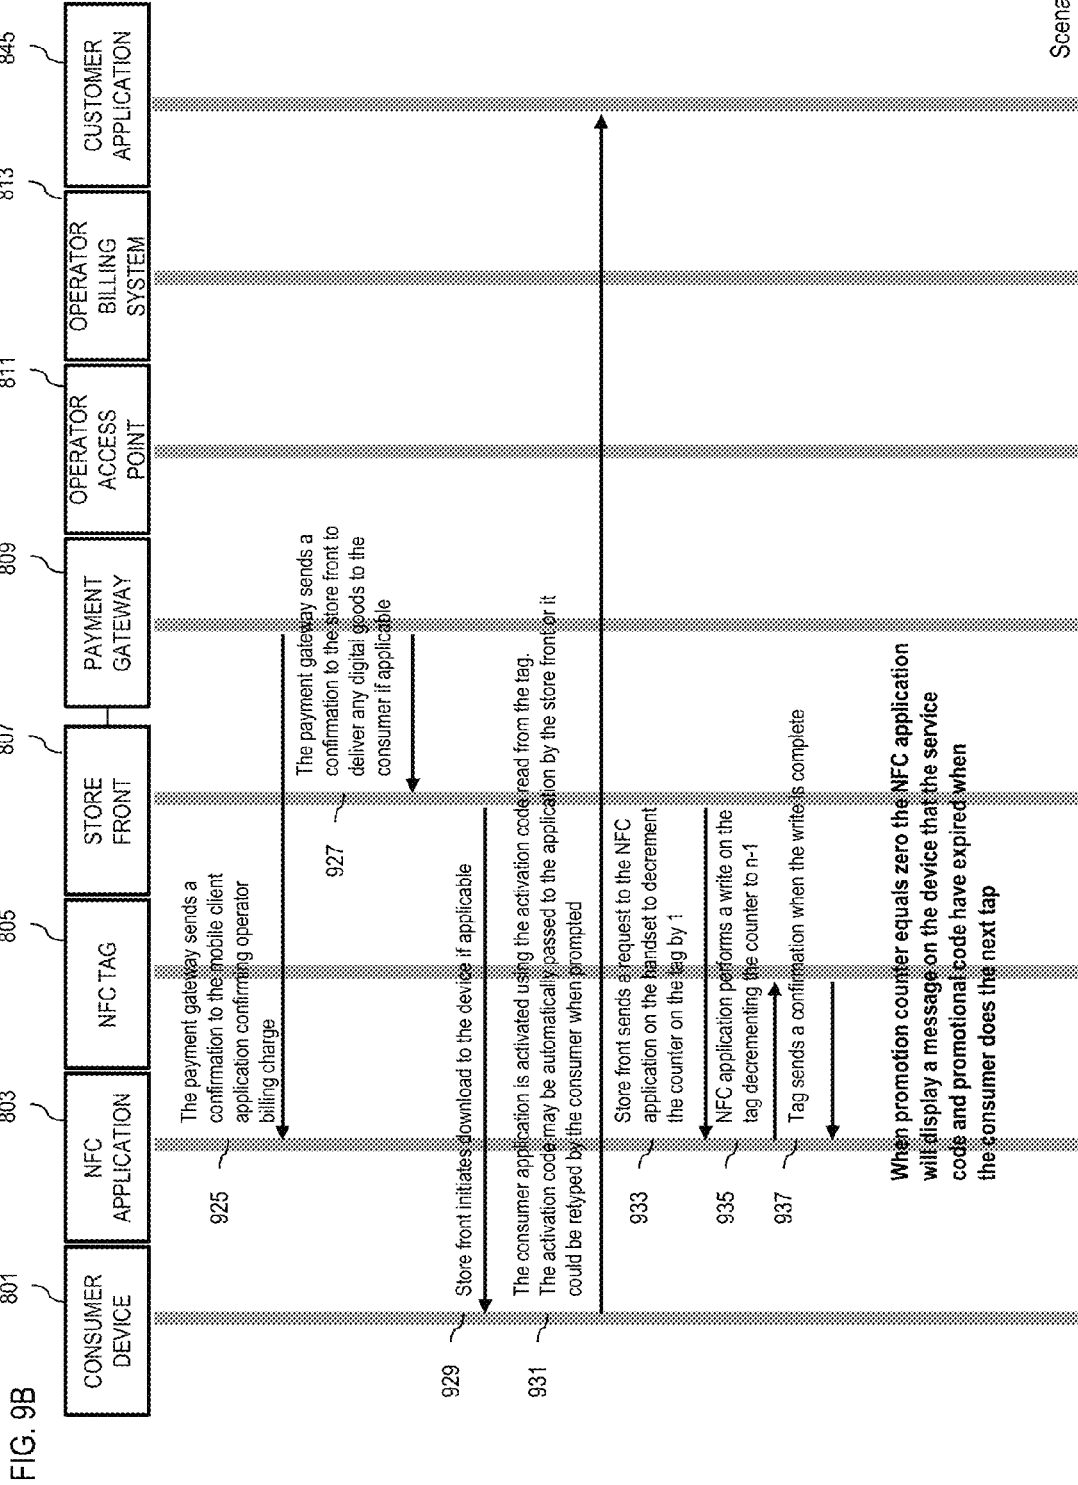 FIG. 9B
801
803
805
807
809
811
813
845
CONSUMER
DEVICE
NFC
APPLICATION
NFC TAG
STORE
FRONT
PAYMENT
GATEWAY
OPERATOR
ACCESS
POINT
OPERATOR
BILLING
SYSTEM
CUSTOMER
APPLICATION
925
The payment gateway sends a
confirmation to the mobile client
application confirming operator
billing charge
927
The payment gateway sends a
confirmation to the store front to
deliver any digital goods to the
consumer if applicable
929
Store front initiates download to the device if applicable
931
The consumer application is activated using the activation code read from the tag.
The activation code may be automatically passed to the application by the store front or it
could be retyped by the consumer when prompted
933
Store front sends a request to the NFC
application on the handset to decrement
the counter on the tag by 1
935
NFC application performs a write on the
tag decrementing the counter to n-1
937
Tag sends a confirmation when the write is complete
When promotion counter equals zero the NFC application
will display a message on the device that the service
code and promotional code have expired when
the consumer does the next tap